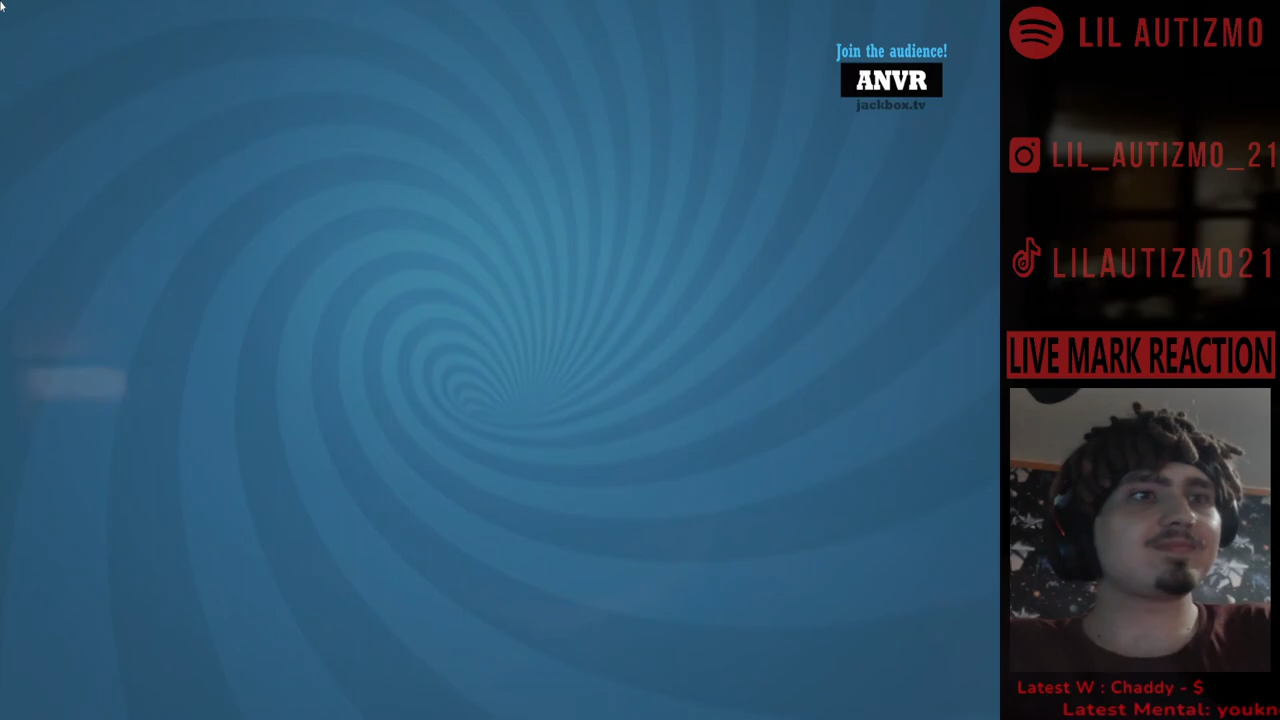 Join the audience!
ANVR
jackbox.tv
LIL AUTIZMO
LIL_AUTIZMO_21
LILAUTIZMO21
LIVE MARK REACTION
Latest W : Chaddy - $
Latest Mental: youkn